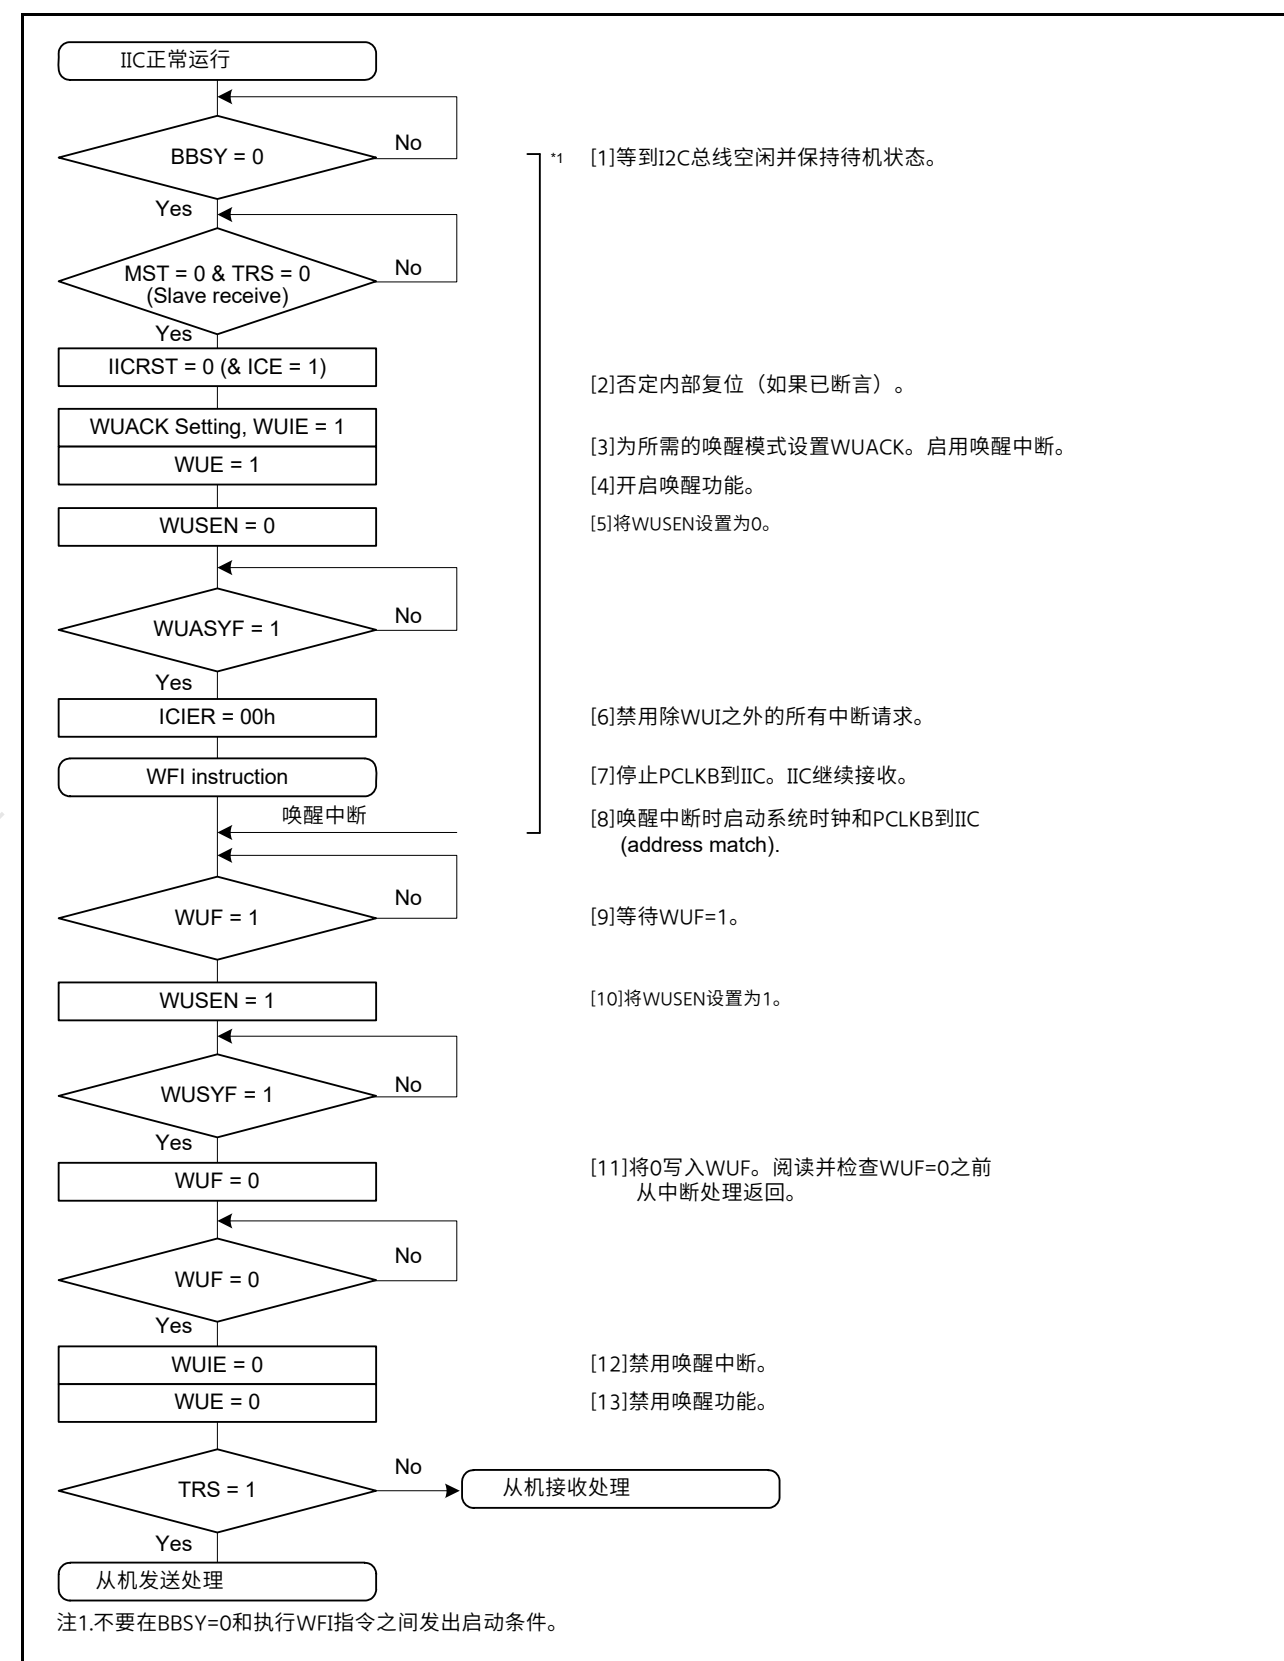 IIC正常运行
BBSY = 0
No
*1
[1]等到I2C总线空闲并保持待机状态。
Yes
MST = 0 & TRS = 0
(Slave receive)
No
Yes
IICRST = 0 (& ICE = 1)
[2]否定内部复位（如果已断言）。
WUACK Setting, WUIE = 1
[3]为所需的唤醒模式设置WUACK。启用唤醒中断。
WUE = 1
[4]开启唤醒功能。
WUSEN = 0
[5]将WUSEN设置为0。
WUASYF = 1
No
Yes
ICIER = 00h
[6]禁用除WUI之外的所有中断请求。
WFI instruction
[7]停止PCLKB到IIC。IIC继续接收。
唤醒中断
[8]唤醒中断时启动系统时钟和PCLKB到IIC
(address match).
WUF = 1
No
[9]等待WUF=1。
WUSEN = 1
[10]将WUSEN设置为1。
WUSYF = 1
No
Yes
WUF = 0
[11]将0写入WUF。阅读并检查WUF=0之前
从中断处理返回。
WUF = 0
No
Yes
WUIE = 0
[12]禁用唤醒中断。
WUE = 0
[13]禁用唤醒功能。
TRS = 1
No
从机接收处理
Yes
从机发送处理
注1.不要在BBSY=0和执行WFI指令之间发出启动条件。